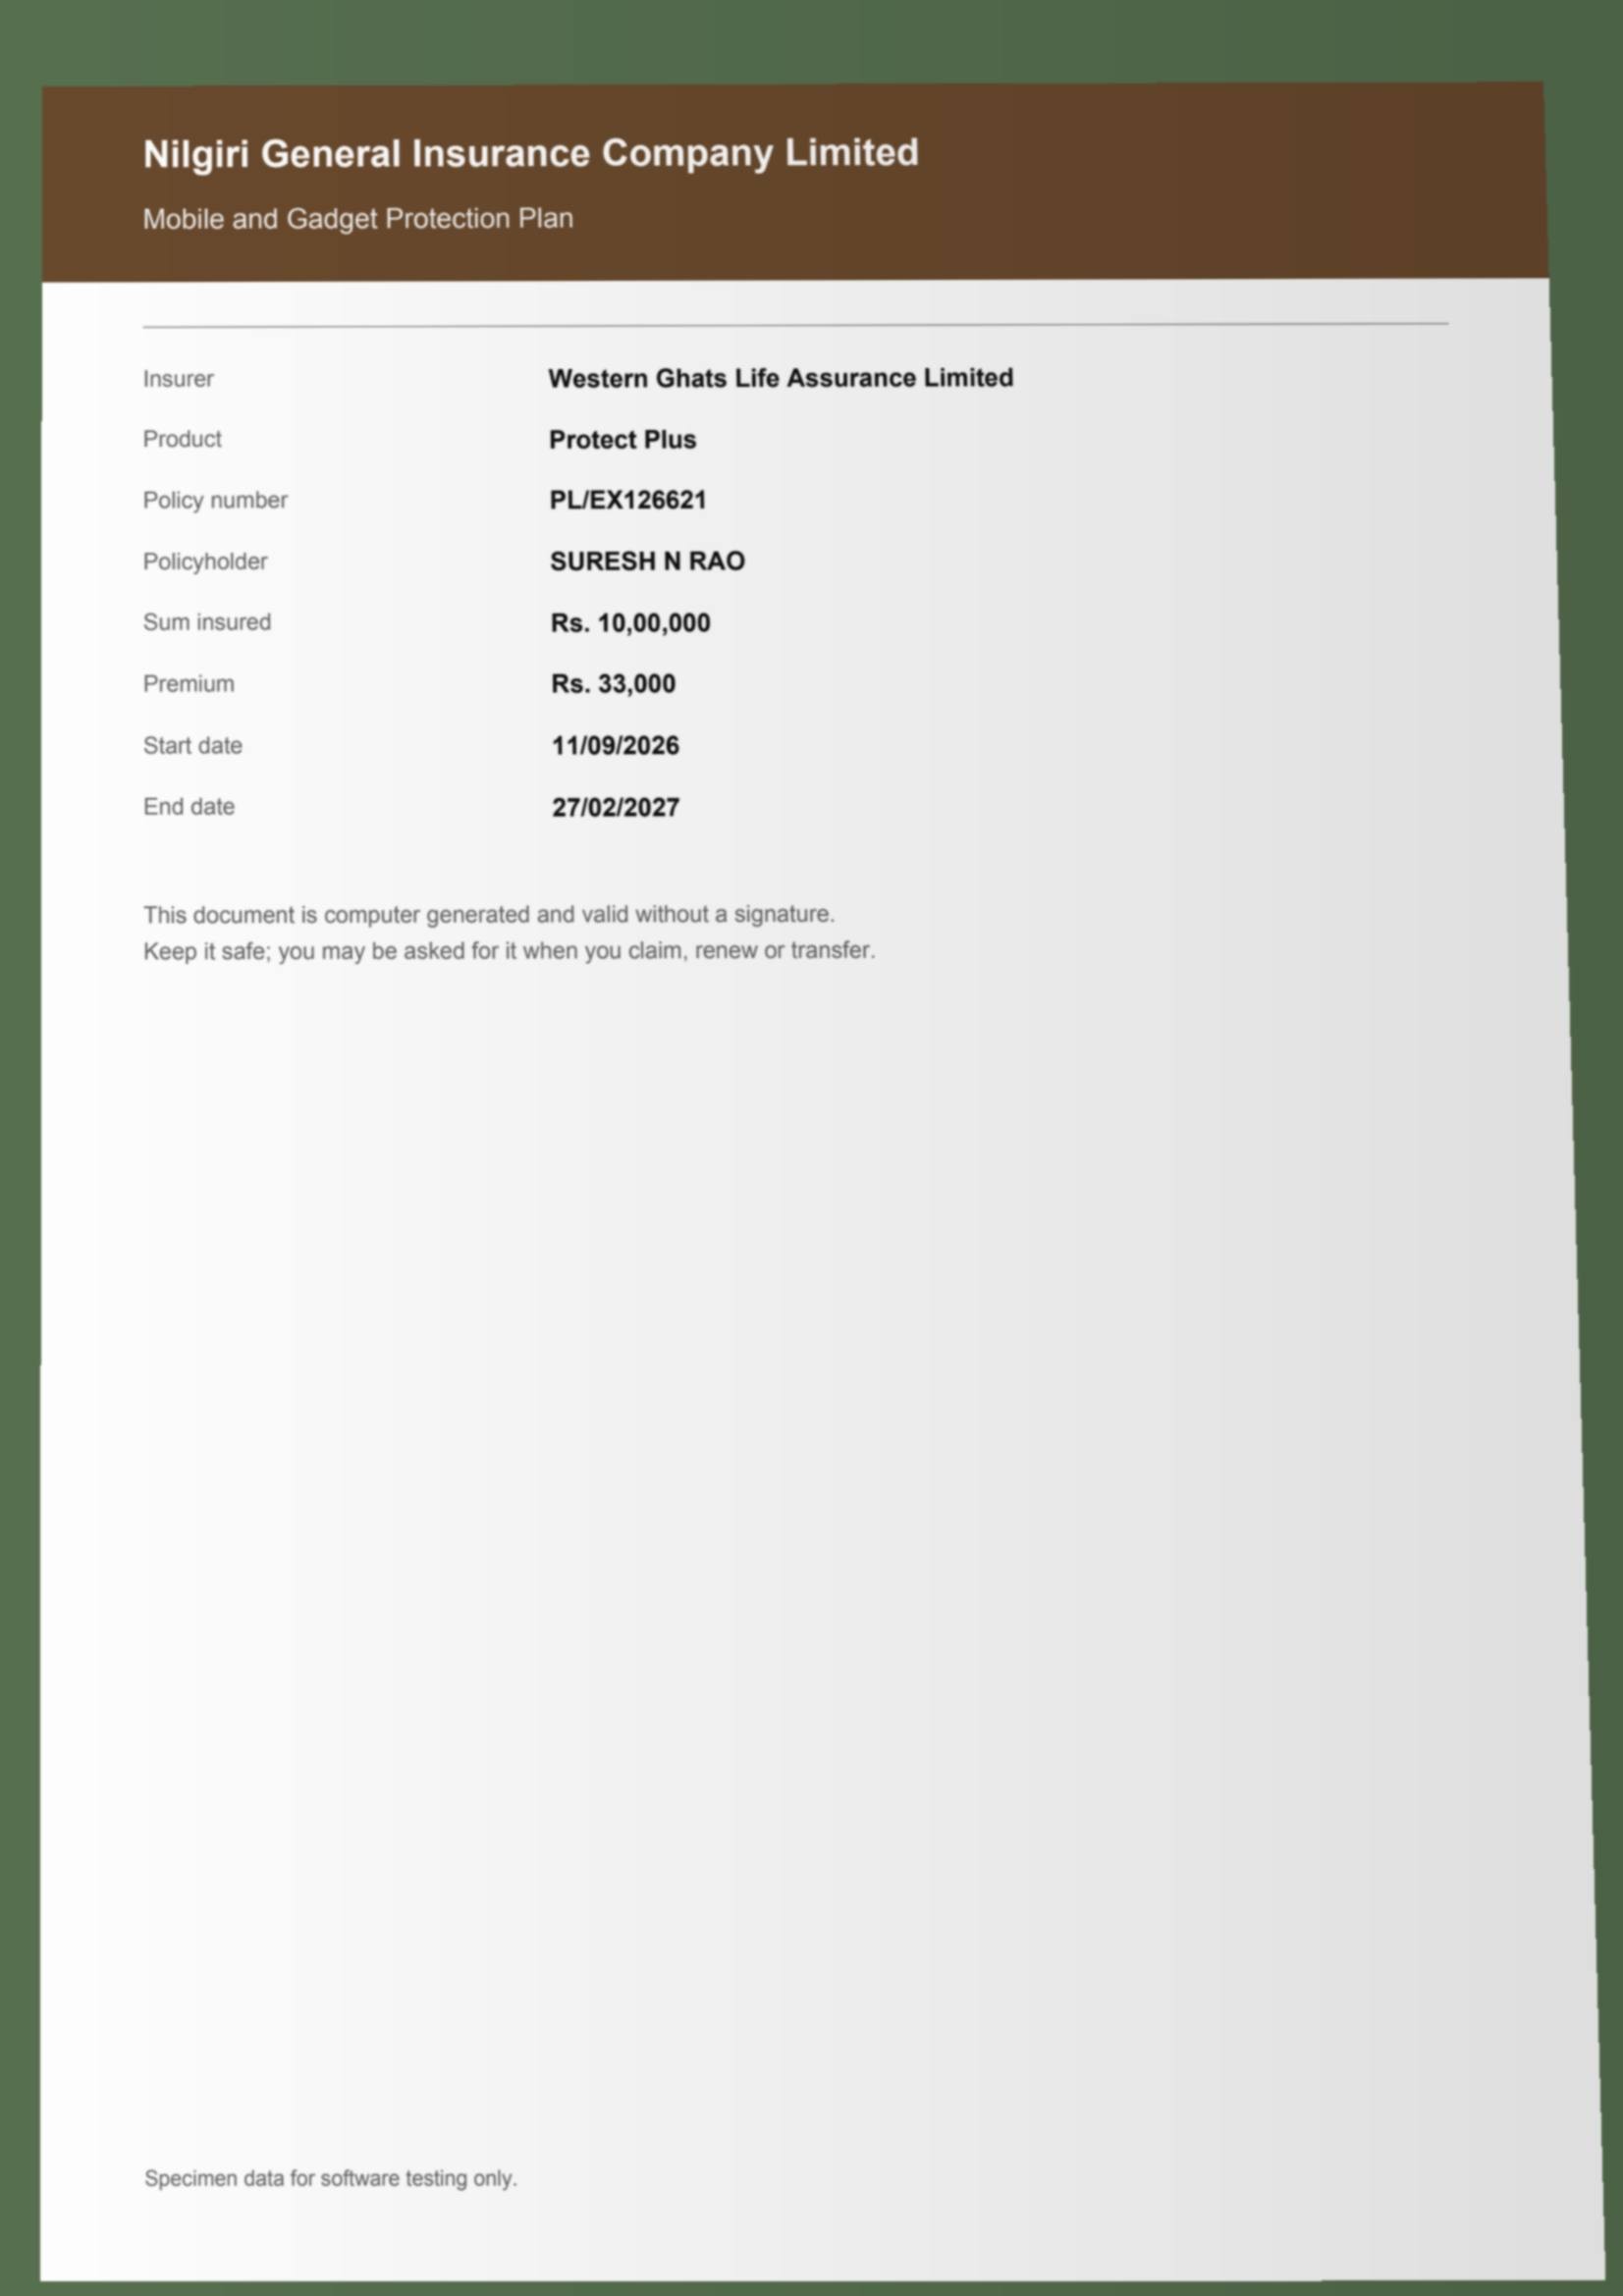 Nilgiri General Insurance Company Limited
Mobile and Gadget Protection Plan
Insurer Western Ghats Life Assurance Limited
Product Protect Plus
Policy number PL/EX126621
Policyholder SURESH N RAO
Sum insured Rs. 10,00,000
Premium Rs. 33,000
Start date 11/09/2026
End date 27/02/2027
This document is computer generated and valid without a signature.
Keep it safe; you may be asked for it when you claim, renew or transfer.
Specimen data for software testing only.